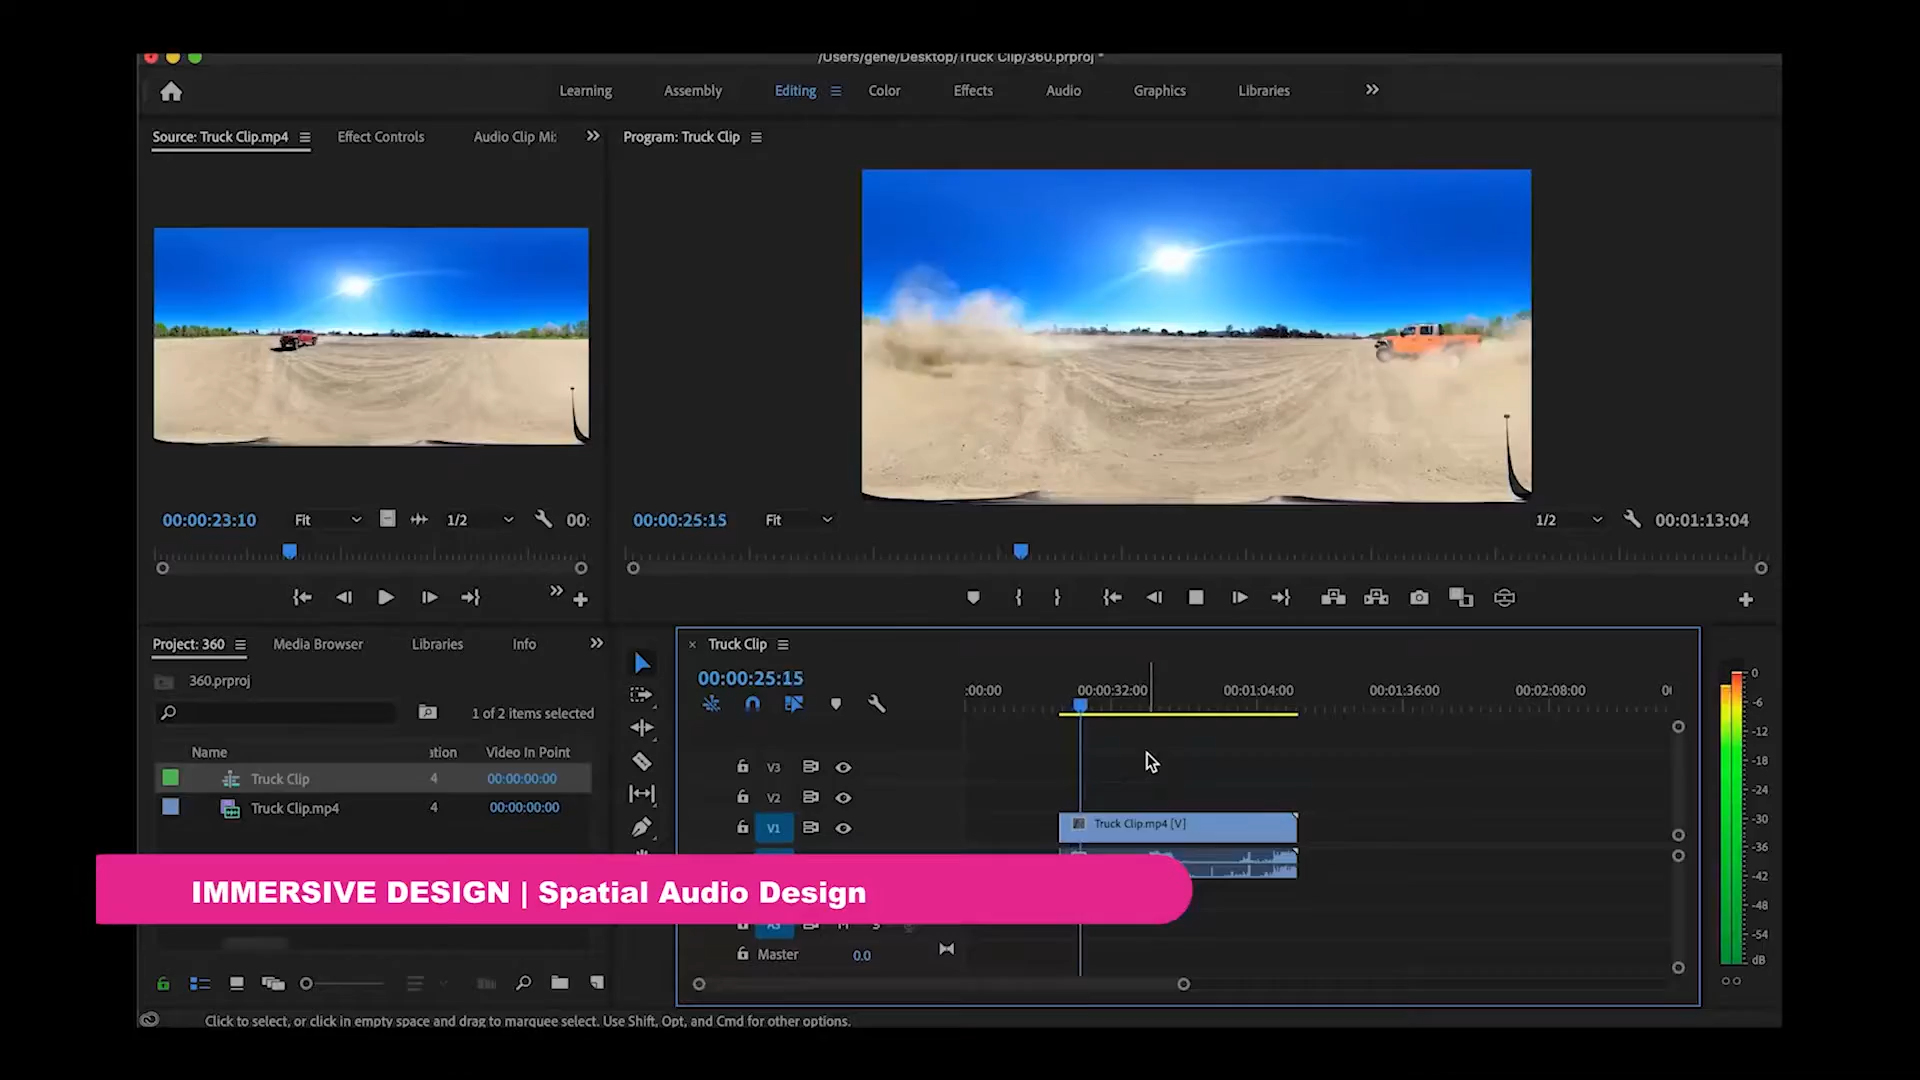 /Users/gene/Desktop/Truck Clip/360.prproj *
Learning Assembly Editing Color Effects Audio Graphics Libraries
Source: Truck Clip.mp4 Effect Controls Audio Clip Mi:
Program: Truck Clip
00:00:23:10 Fit 1/2 00:
00:00:25:15 Fit 1/2 00:01:13:04
Project: 360 Media Browser Libraries Info
360.prproj
1 of 2 items selected
Name ation Video In Point
Truck Clip 4 00:00:00:00
Truck Clip.mp4 4 00:00:00:00
Truck Clip
00:00:25:15
:00:00 00:00:32:00 00:01:04:00 00:01:36:00 00:02:08:00 00
V3
V2
V1
Truck Clip.mp4 [V]
IMMERSIVE DESIGN | Spatial Audio Design
A3 M S
Master 0.0
0
-6
-12
-18
-24
-30
-36
-42
-48
-54
dB
Click to select, or click in empty space and drag to marquee select. Use Shift, Opt, and Cmd for other options.